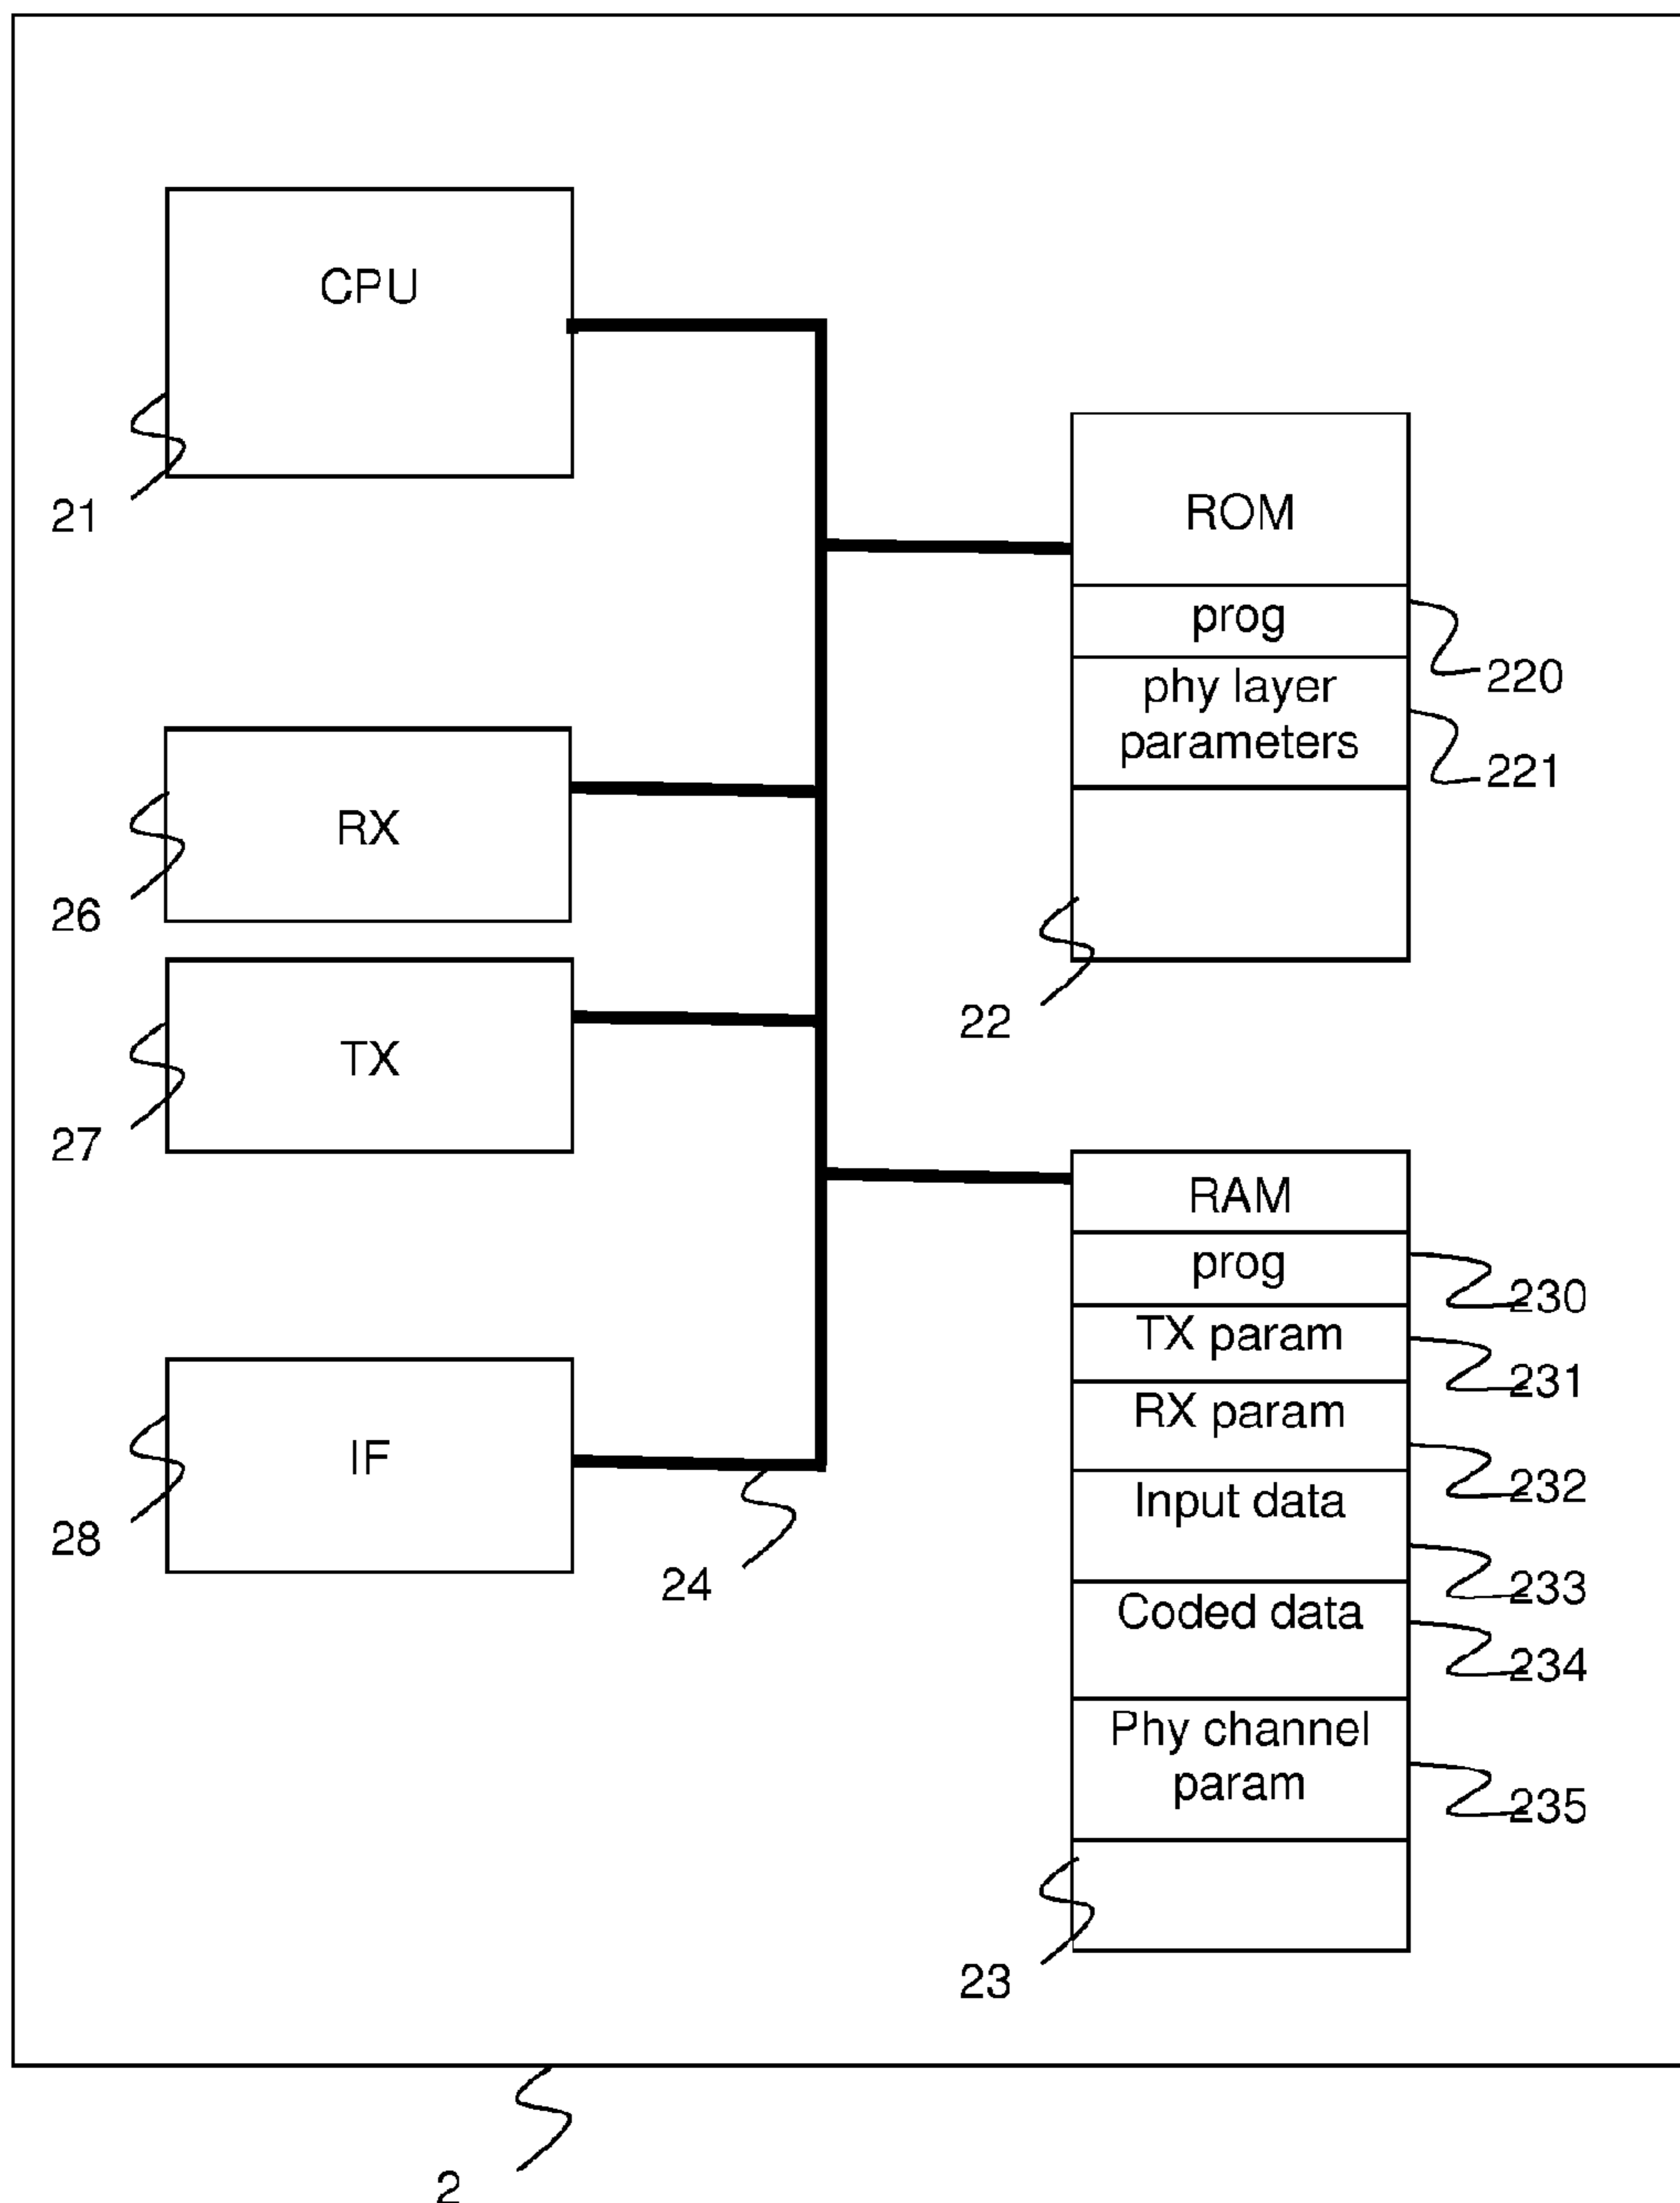 CPU
21
RX
26
TX
27
IF
28
24
ROM
prog
220
phy layer
parameters
221
22
RAM
prog
230
TX param
231
RX param
232
Input data
233
Coded data
234
Phy channel
param
235
23
2